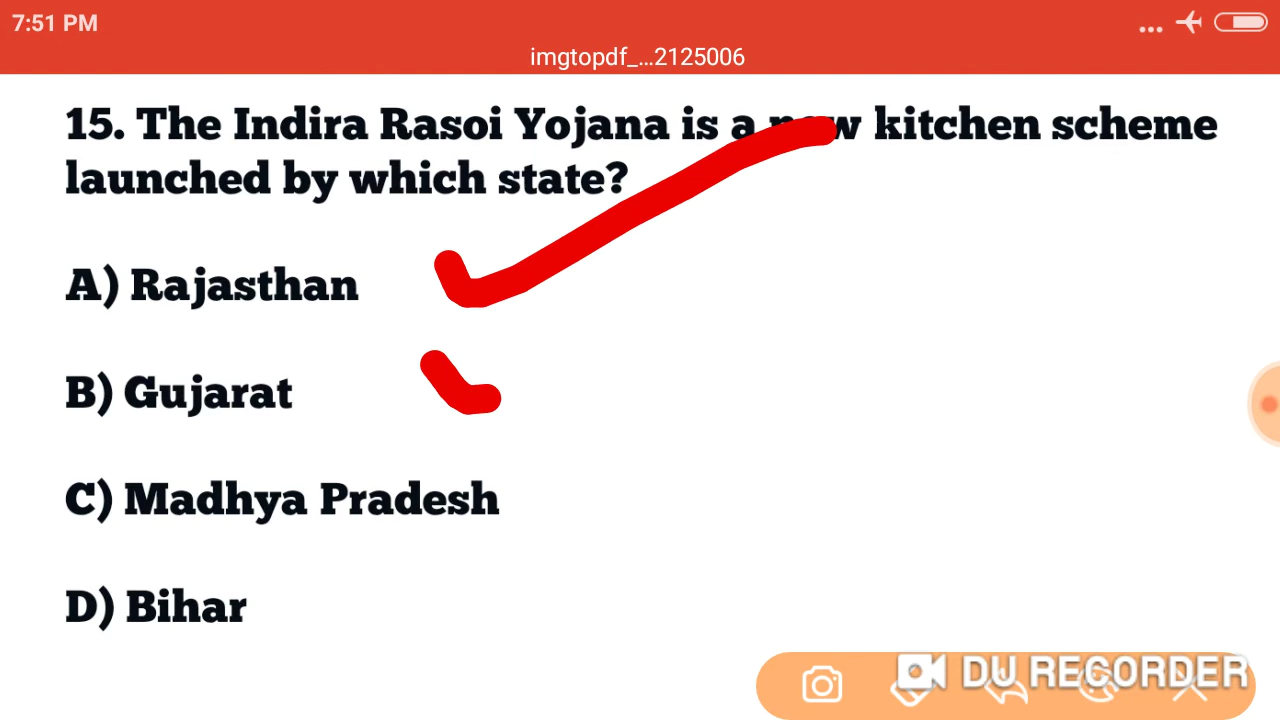 7:51 PM
imgtopdf_...2125006
15. The Indira Rasoi Yojana is a new kitchen scheme
launched by which state?
A) Rajasthan
B) Gujarat
C) Madhya Pradesh
D) Bihar
DU RECORDER